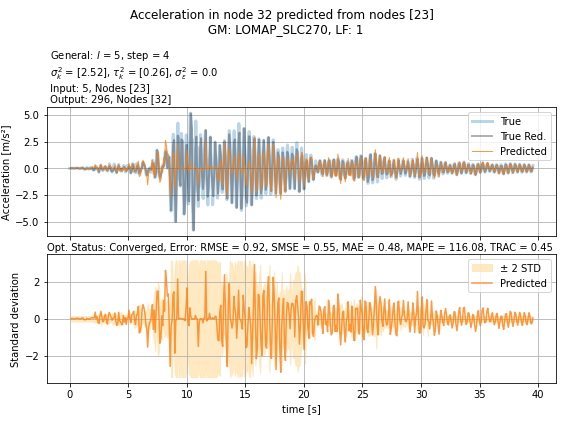 Acceleration in node 32 predicted from nodes [23]
GM: LOMAP_SLC270, LF: 1
General: l = 5, step = 4
σ_k² = [2.52], τ_k² = [0.26], σ_ε² = 0.0
Input: 5, Nodes [23]
Output: 296, Nodes [32]
Acceleration [m/s²]
5.0
2.5
0.0
−2.5
−5.0
True
True Red.
Predicted
Opt. Status: Converged, Error: RMSE = 0.92, SMSE = 0.55, MAE = 0.48, MAPE = 116.08, TRAC = 0.45
Standard deviation
2
0
−2
± 2 STD
Predicted
0 5 10 15 20 25 30 35 40
time [s]